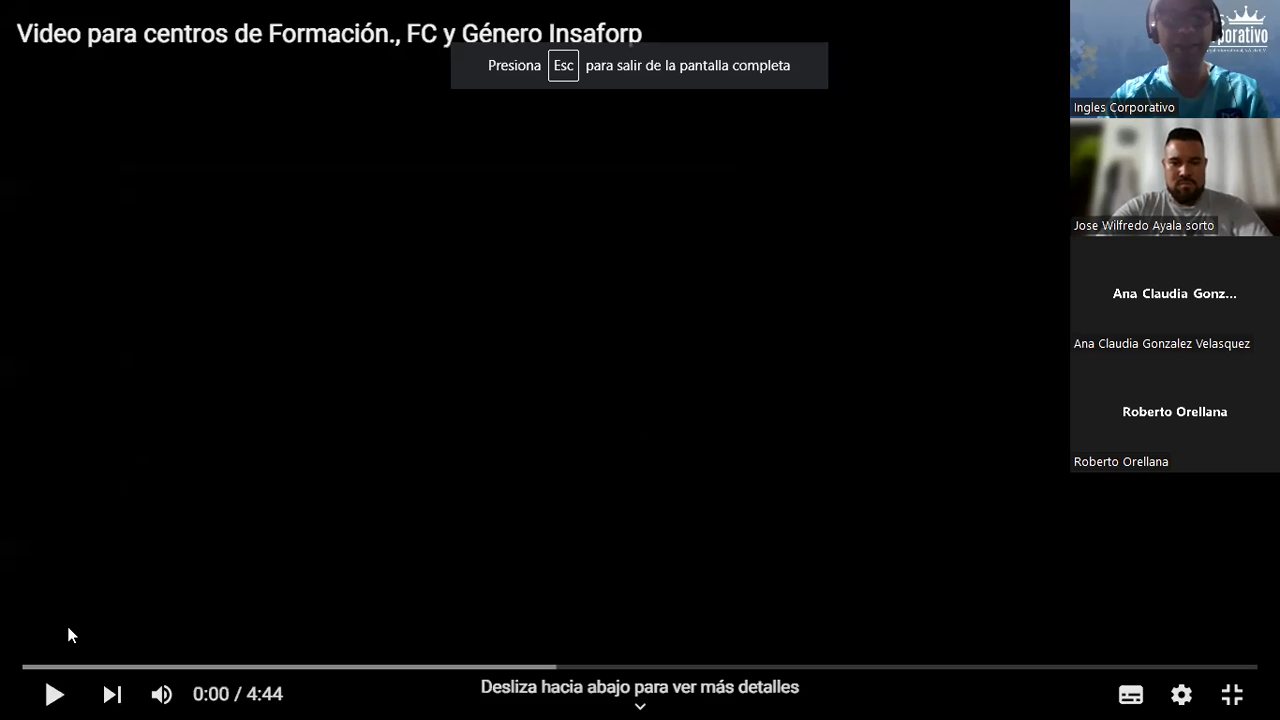 Video para centros de Formación., FC y Género Insaforp
Presiona Esc para salir de la pantalla completa
Ingles Corporativo
Jose Wilfredo Ayala sorto
Ana Claudia Gonz...
Ana Claudia Gonzalez Velasquez
Roberto Orellana
Roberto Orellana
0:00 / 4:44
Desliza hacia abajo para ver más detalles